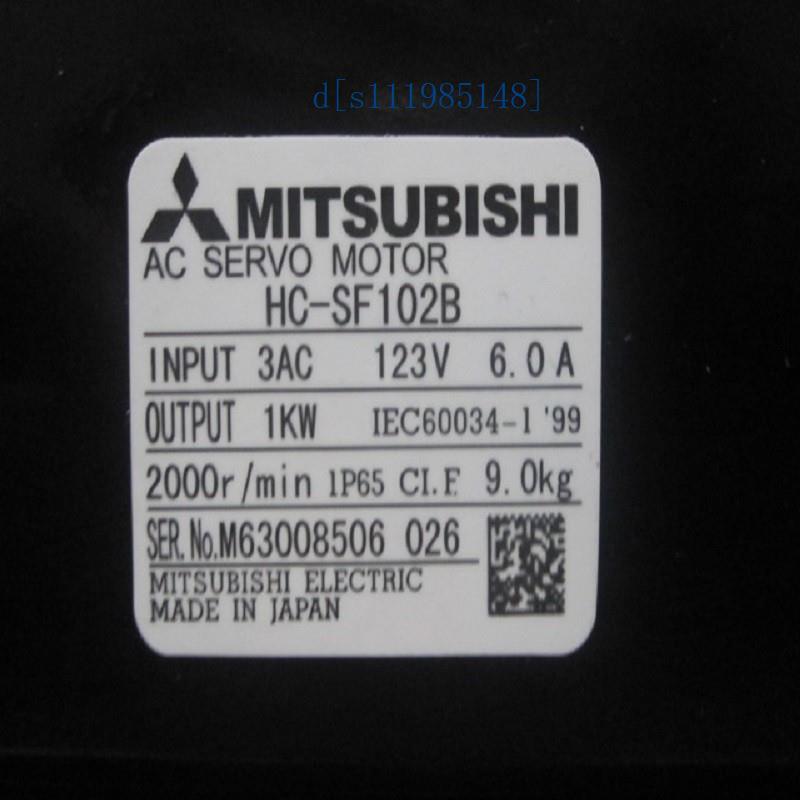 d[s111985148]
MITSUBISHI
AC SERVO MOTOR
HC-SF102B
INPUT 3AC 123V 6.0A
OUTPUT 1KW IEC60034-1 '99
2000r/min IP65 CI.F 9.0kg
SER.No.M63008506 026
MITSUBISHI ELECTRIC
MADE IN JAPAN